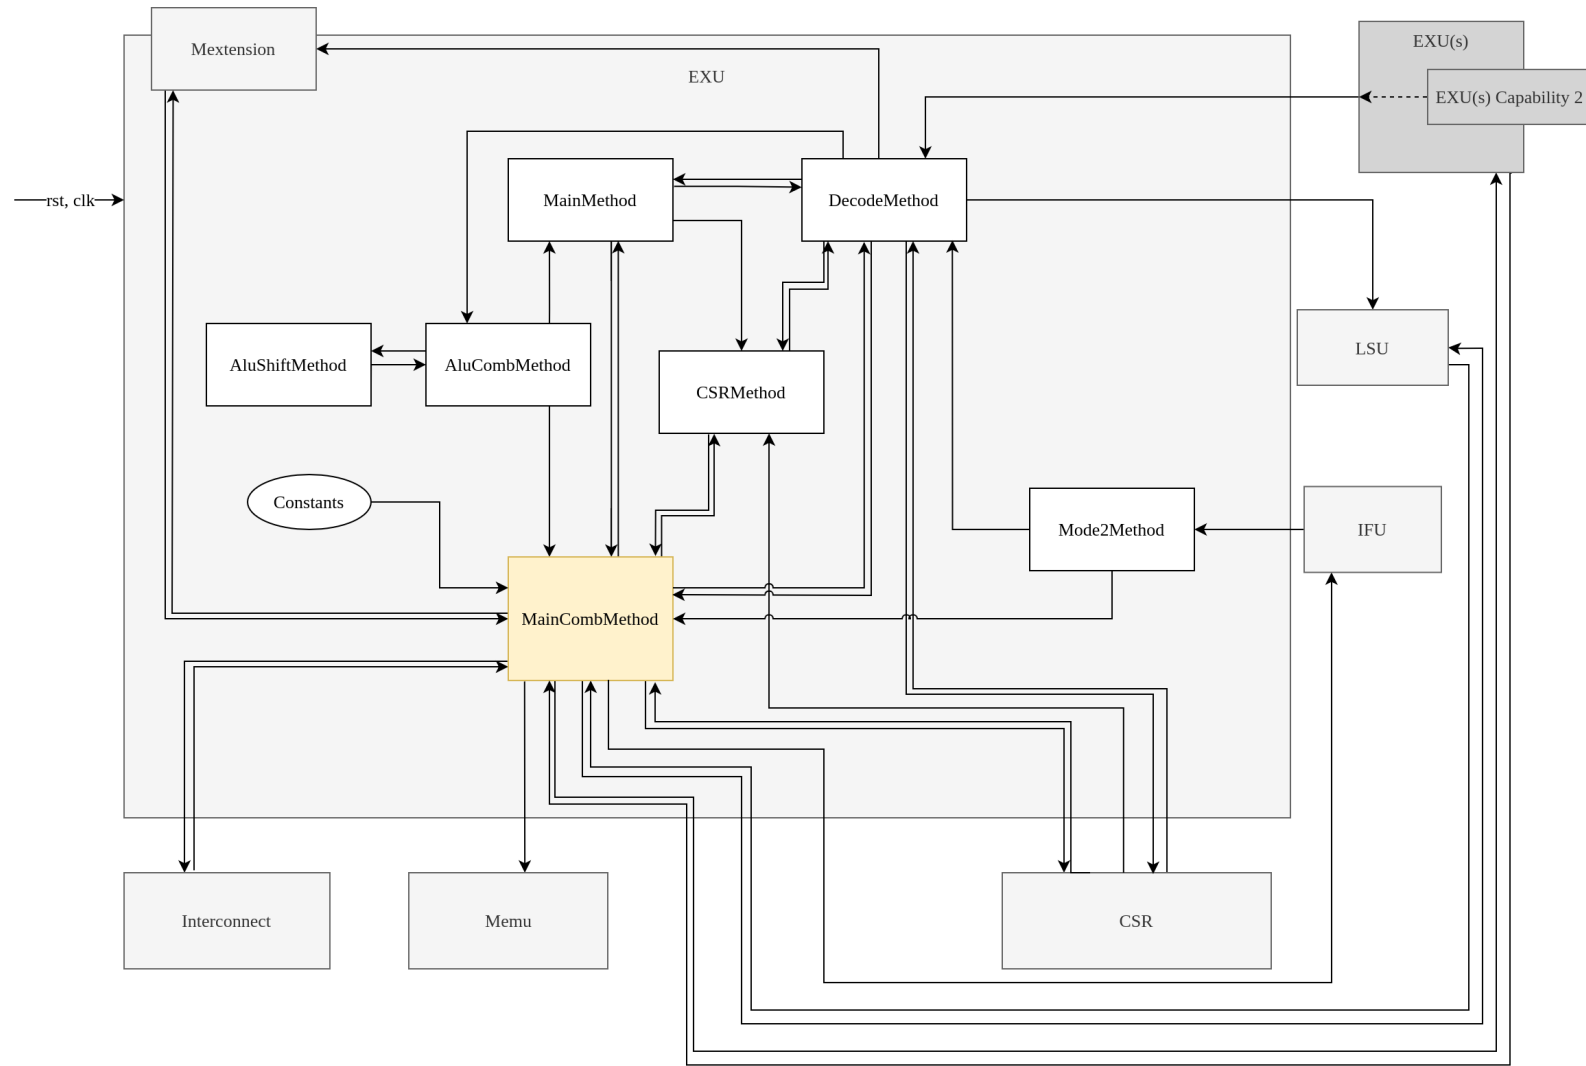 Mextension
EXU(s)
EXU
EXU(s) Capability 2
rst, clk
MainMethod
DecodeMethod
LSU
AluShiftMethod
AluCombMethod
CSRMethod
Constants
Mode2Method
IFU
MainCombMethod
Interconnect
Memu
CSR